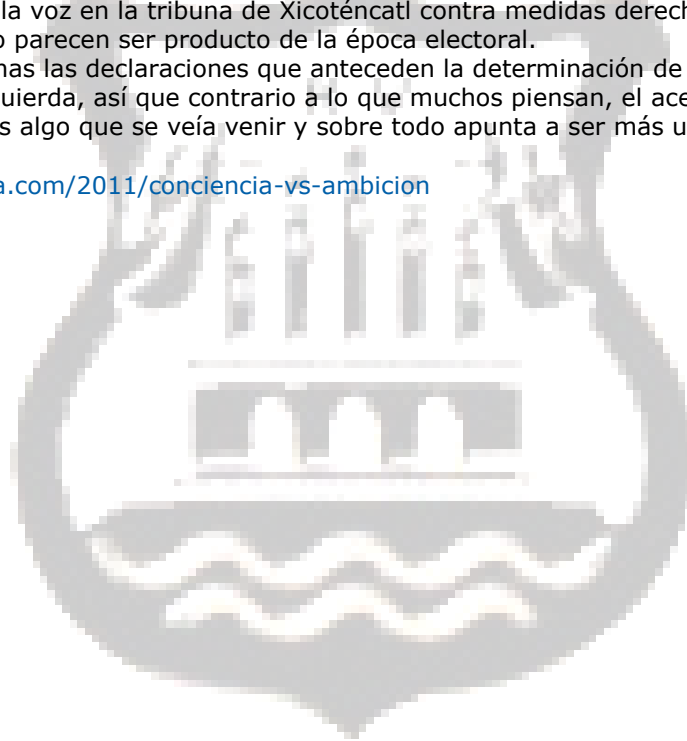 la voz en la tribuna de Xicoténcatl contra medidas derech
o parecen ser producto de la época electoral.
nas las declaraciones que anteceden la determinación de
uierda, así que contrario a lo que muchos piensan, el ace
s algo que se veía venir y sobre todo apunta a ser más u
a.com/2011/conciencia-vs-ambicion